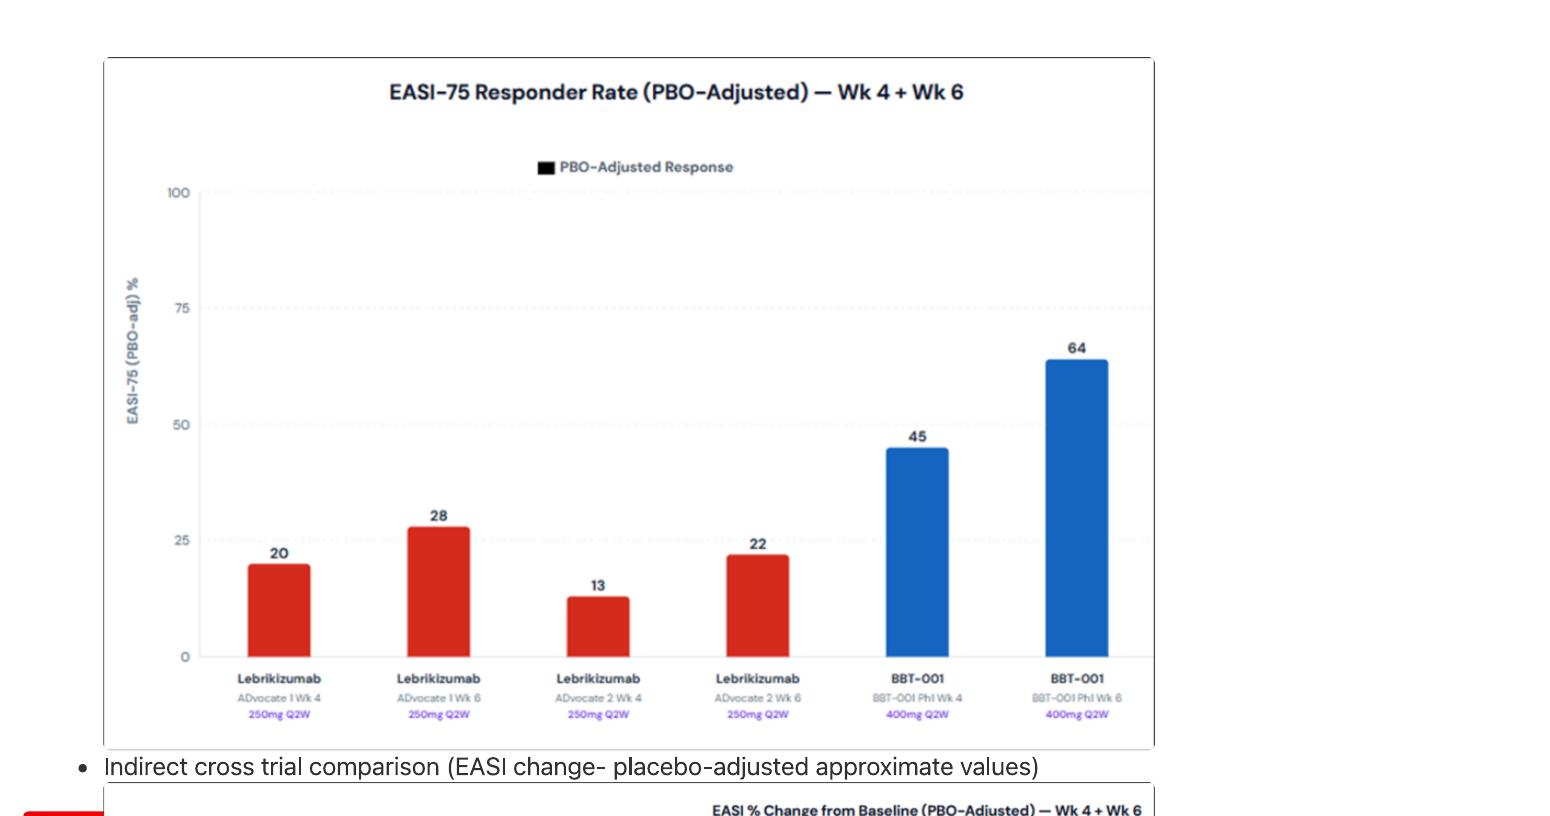 EASI-75 Responder Rate (PBO-Adjusted) — Wk 4 + Wk 6
PBO-Adjusted Response
100
75
50
25
0
EASI-75 (PBO-adj) %
20
28
13
22
45
64
Lebrikizumab
ADvocate 1 Wk 4
250mg Q2W
Lebrikizumab
ADvocate 1 Wk 6
250mg Q2W
Lebrikizumab
ADvocate 2 Wk 4
250mg Q2W
Lebrikizumab
ADvocate 2 Wk 6
250mg Q2W
BBT-001
BBT-001 Ph1 Wk 4
400mg Q2W
BBT-001
BBT-001 Ph1 Wk 6
400mg Q2W
• Indirect cross trial comparison (EASI change- placebo-adjusted approximate values)
EASI % Change from Baseline (PBO-Adjusted) — Wk 4 + Wk 6